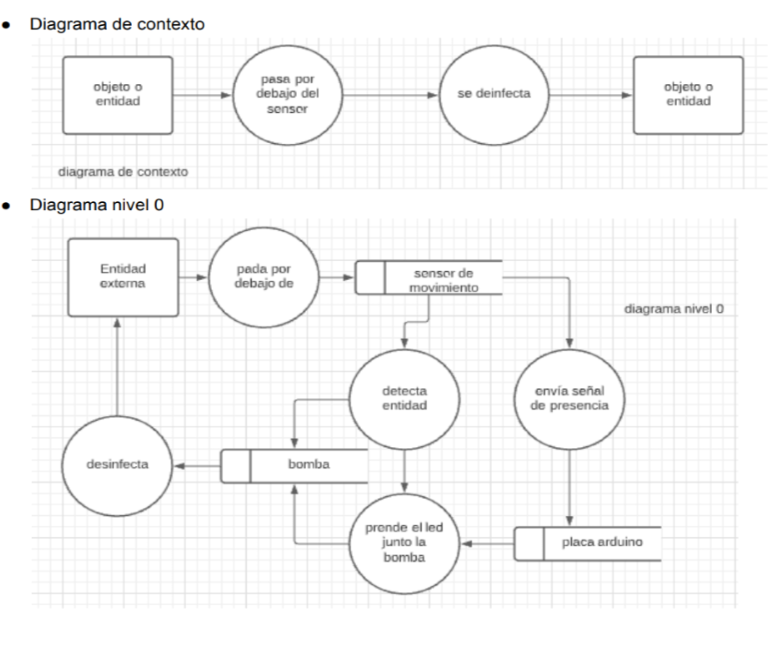 ● Diagrama de contexto
objeto o
entidad
pasa por
debajo del
sensor
se deinfecta
objeto o
entidad
diagrama de contexto
● Diagrama nivel 0
Entidad
externa
pada por
debajo de
sensor de
movimiento
diagrama nivel 0
detecta
entidad
envía señal
de presencia
desinfecta
bomba
prende el led
junto la
bomba
placa arduino